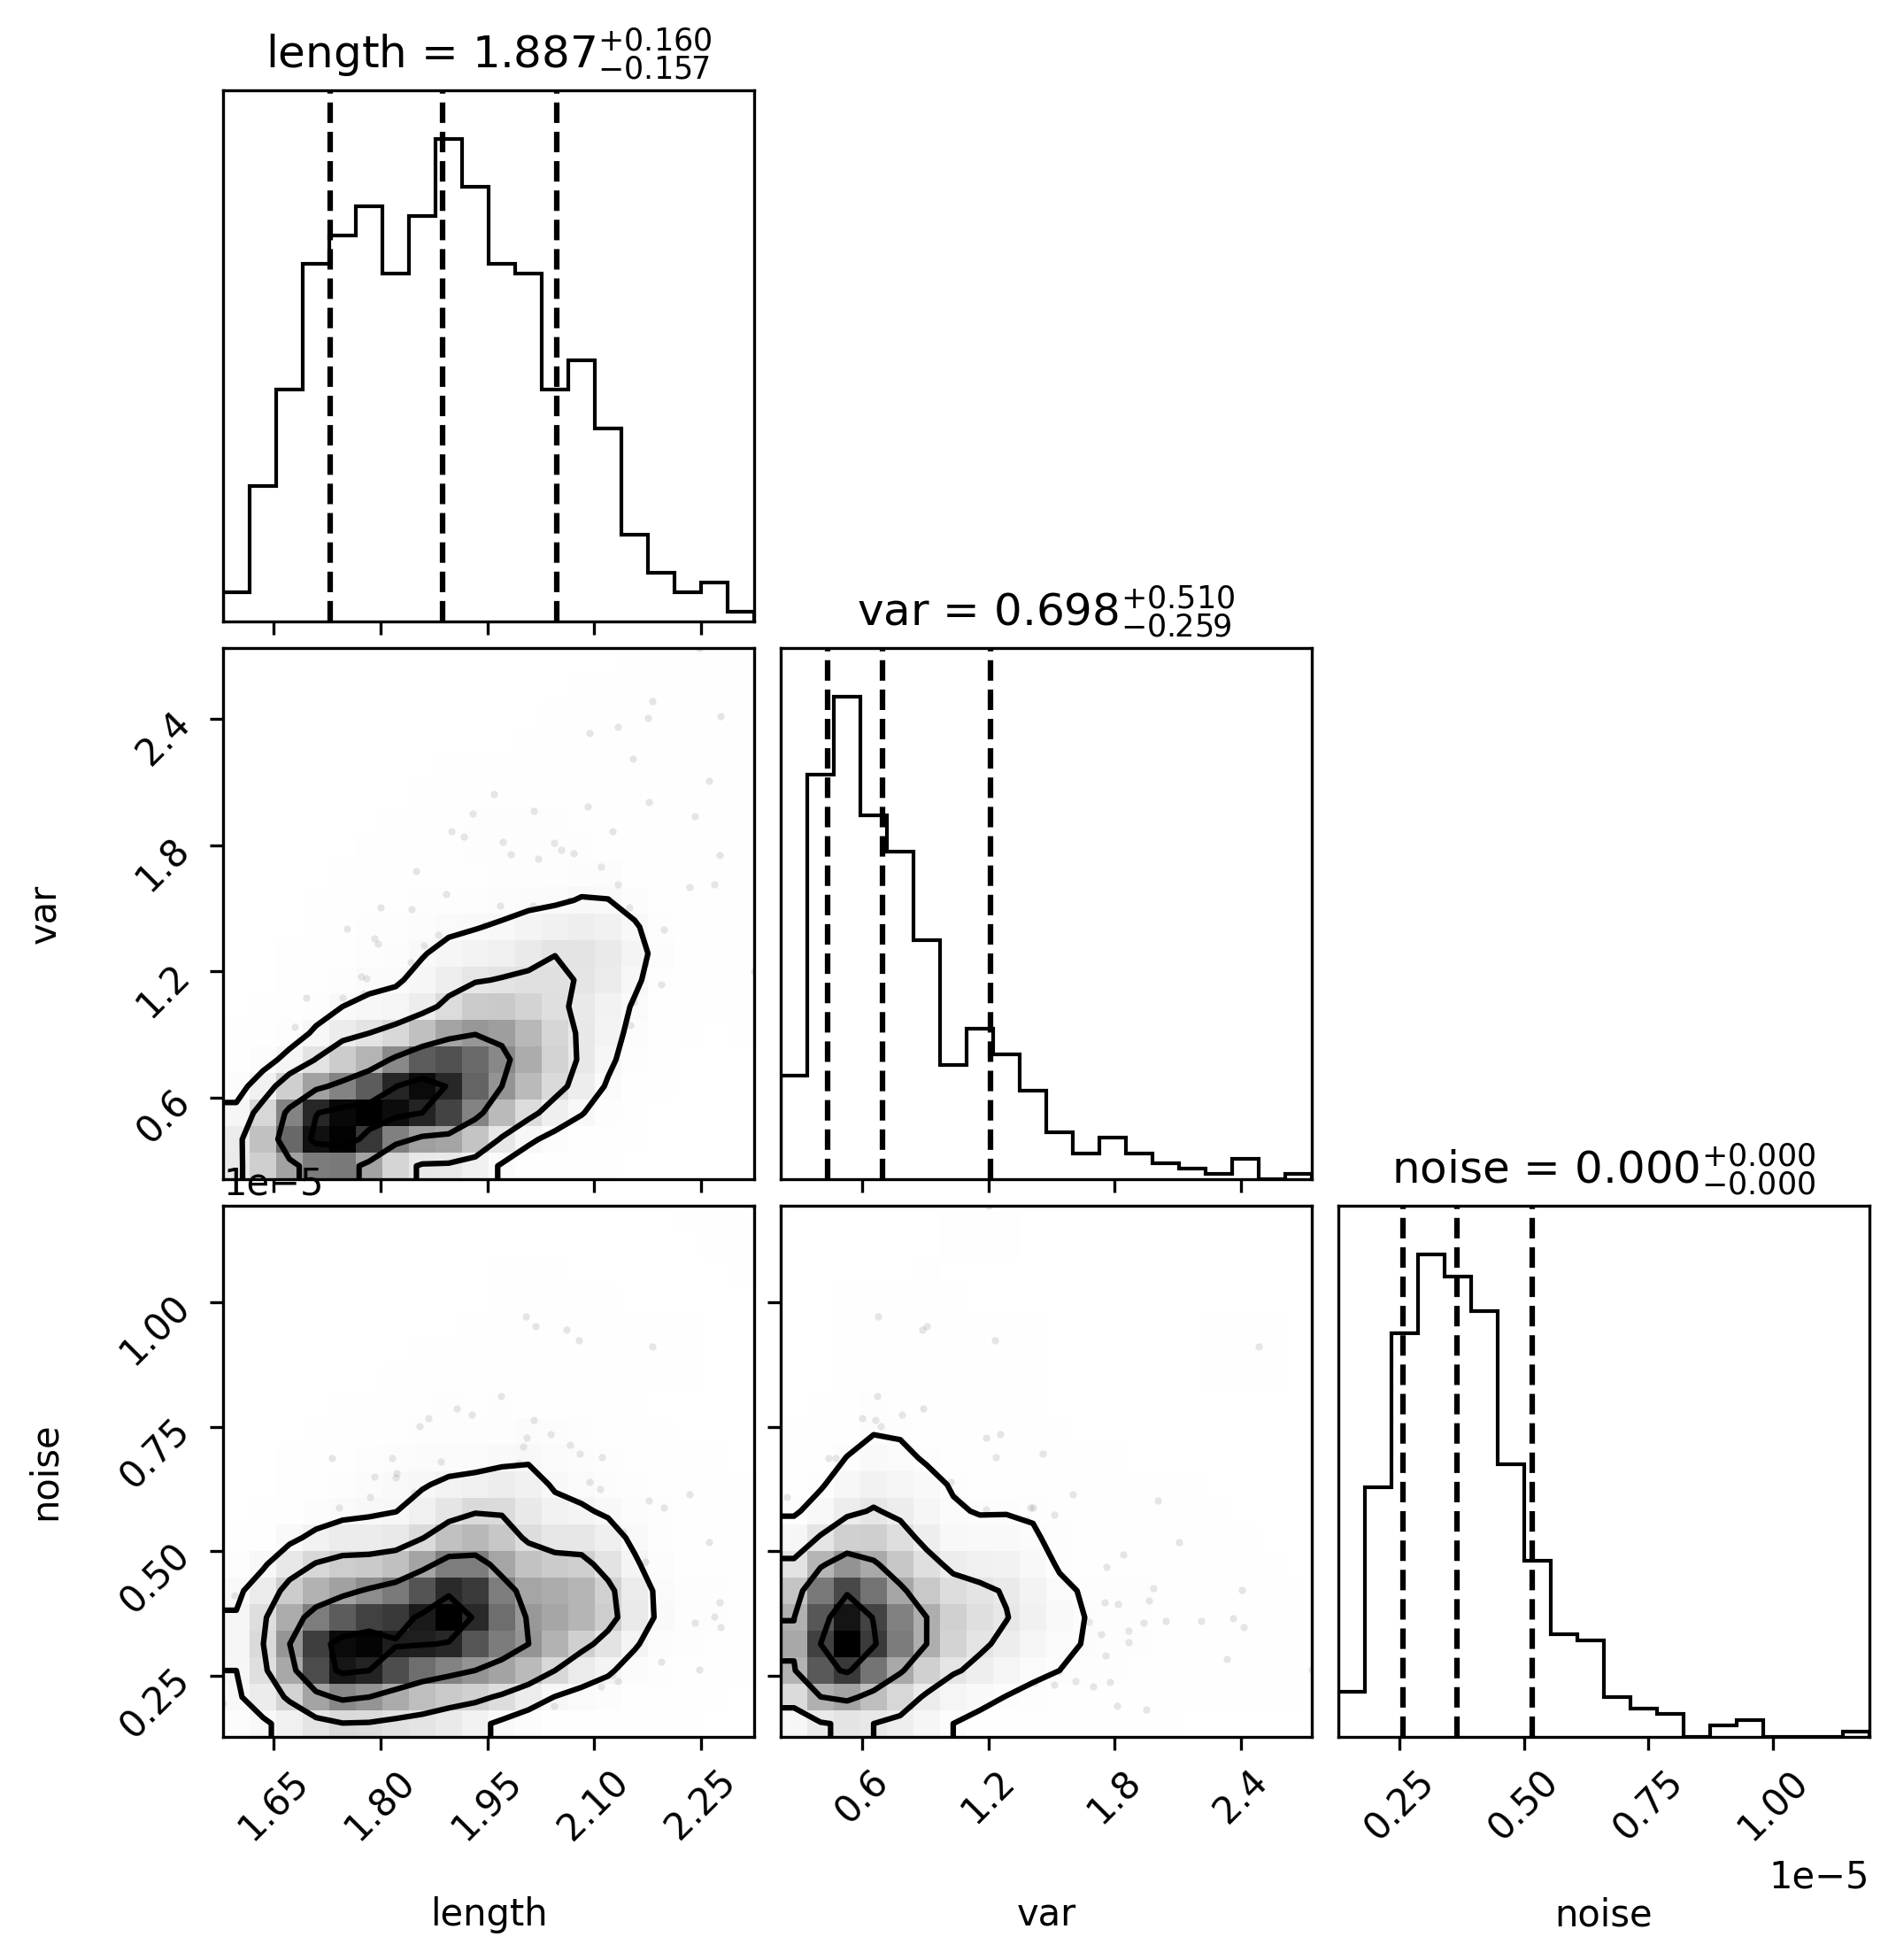 length = 1.887 +0.160 −0.157
var = 0.698 +0.510 −0.259
2.4
1.8
1.2
0.6
var
1e−5
noise = 0.000 +0.000 −0.000
1.00
0.75
0.50
0.25
noise
1.65 1.80 1.95 2.10 2.25
0.6 1.2 1.8 2.4
0.25 0.50 0.75 1.00
1e−5
length var noise